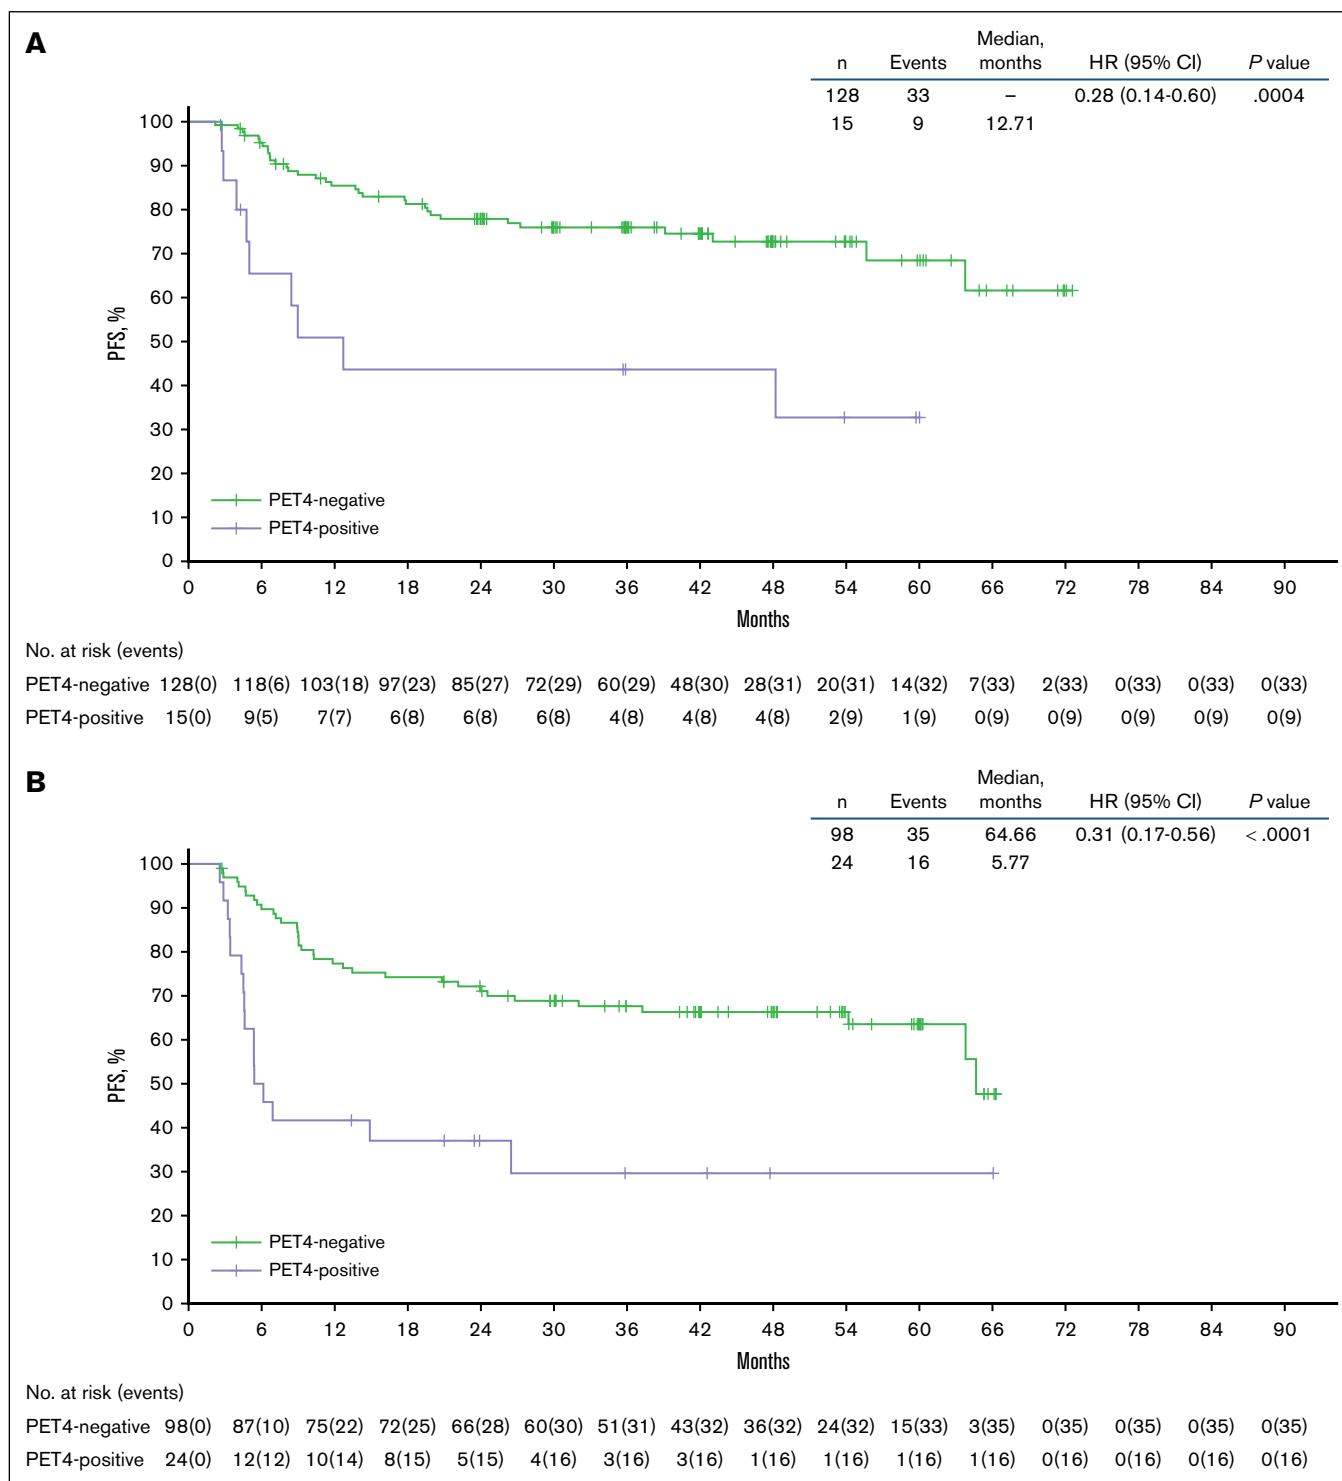 A
Median,
n Events months HR (95% CI) P value
128 33 – 0.28 (0.14-0.60) .0004
15 9 12.71
100
90
80
70
60
50
40
30
20
10
0
PFS, %
PET4-negative
PET4-positive
0 6 12 18 24 30 36 42 48 54 60 66 72 78 84 90
Months
No. at risk (events)
PET4-negative 128(0) 118(6) 103(18) 97(23) 85(27) 72(29) 60(29) 48(30) 28(31) 20(31) 14(32) 7(33) 2(33) 0(33) 0(33) 0(33)
PET4-positive 15(0) 9(5) 7(7) 6(8) 6(8) 6(8) 4(8) 4(8) 4(8) 2(9) 1(9) 0(9) 0(9) 0(9) 0(9) 0(9)
B
Median,
n Events months HR (95% CI) P value
98 35 64.66 0.31 (0.17-0.56) <.0001
24 16 5.77
100
90
80
70
60
50
40
30
20
10
0
PFS, %
PET4-negative
PET4-positive
0 6 12 18 24 30 36 42 48 54 60 66 72 78 84 90
Months
No. at risk (events)
PET4-negative 98(0) 87(10) 75(22) 72(25) 66(28) 60(30) 51(31) 43(32) 36(32) 24(32) 15(33) 3(35) 0(35) 0(35) 0(35) 0(35)
PET4-positive 24(0) 12(12) 10(14) 8(15) 5(15) 4(16) 3(16) 3(16) 1(16) 1(16) 1(16) 1(16) 0(16) 0(16) 0(16) 0(16)